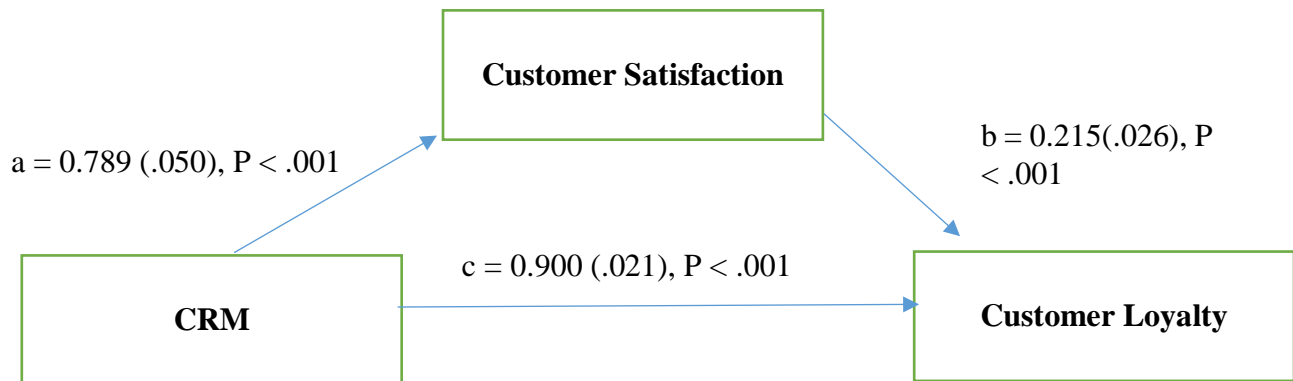 Customer Satisfaction
a = 0.789 (.050), P < .001
b = 0.215(.026), P
< .001
c = 0.900 (.021), P < .001
CRM
Customer Loyalty